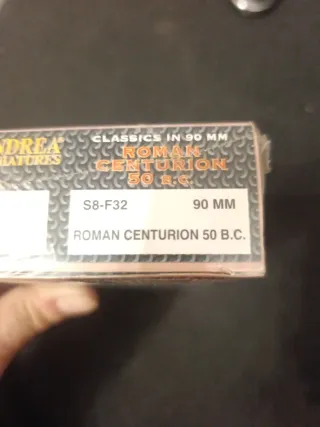 NDREA
NIATURES
CLASSICS IN 90 MM
ROMAN
CENTURION
50 B.C.
S8-F32 90 MM
ROMAN CENTURION 50 B.C.